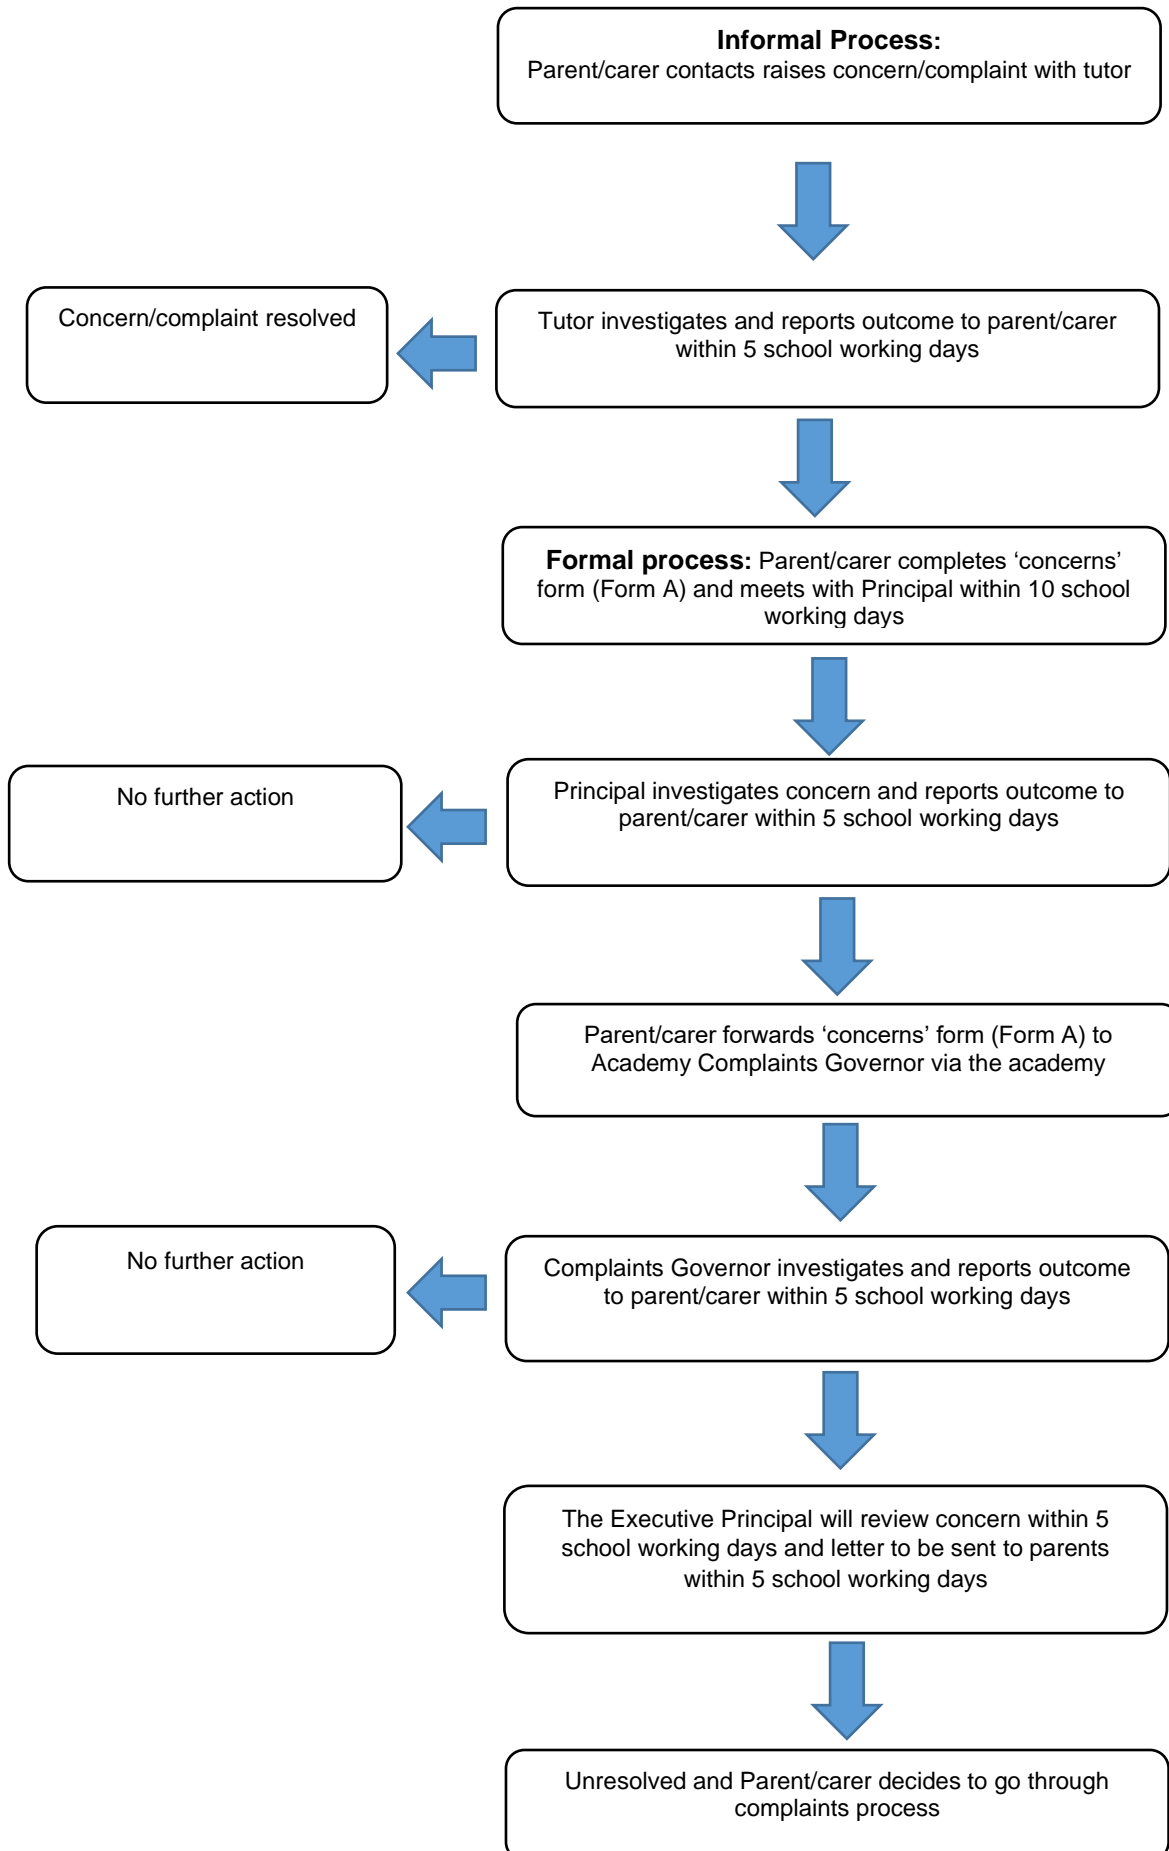 Informal Process:
Parent/carer contacts raises concern/complaint with tutor
Concern/complaint resolved
Tutor investigates and reports outcome to parent/carer
within 5 school working days
Formal process: Parent/carer completes ‘concerns’
form (Form A) and meets with Principal within 10 school
working days
No further action
Principal investigates concern and reports outcome to
parent/carer within 5 school working days
Parent/carer forwards ‘concerns’ form (Form A) to
Academy Complaints Governor via the academy
No further action
Complaints Governor investigates and reports outcome
to parent/carer within 5 school working days
The Executive Principal will review concern within 5
school working days and letter to be sent to parents
within 5 school working days
Unresolved and Parent/carer decides to go through
complaints process